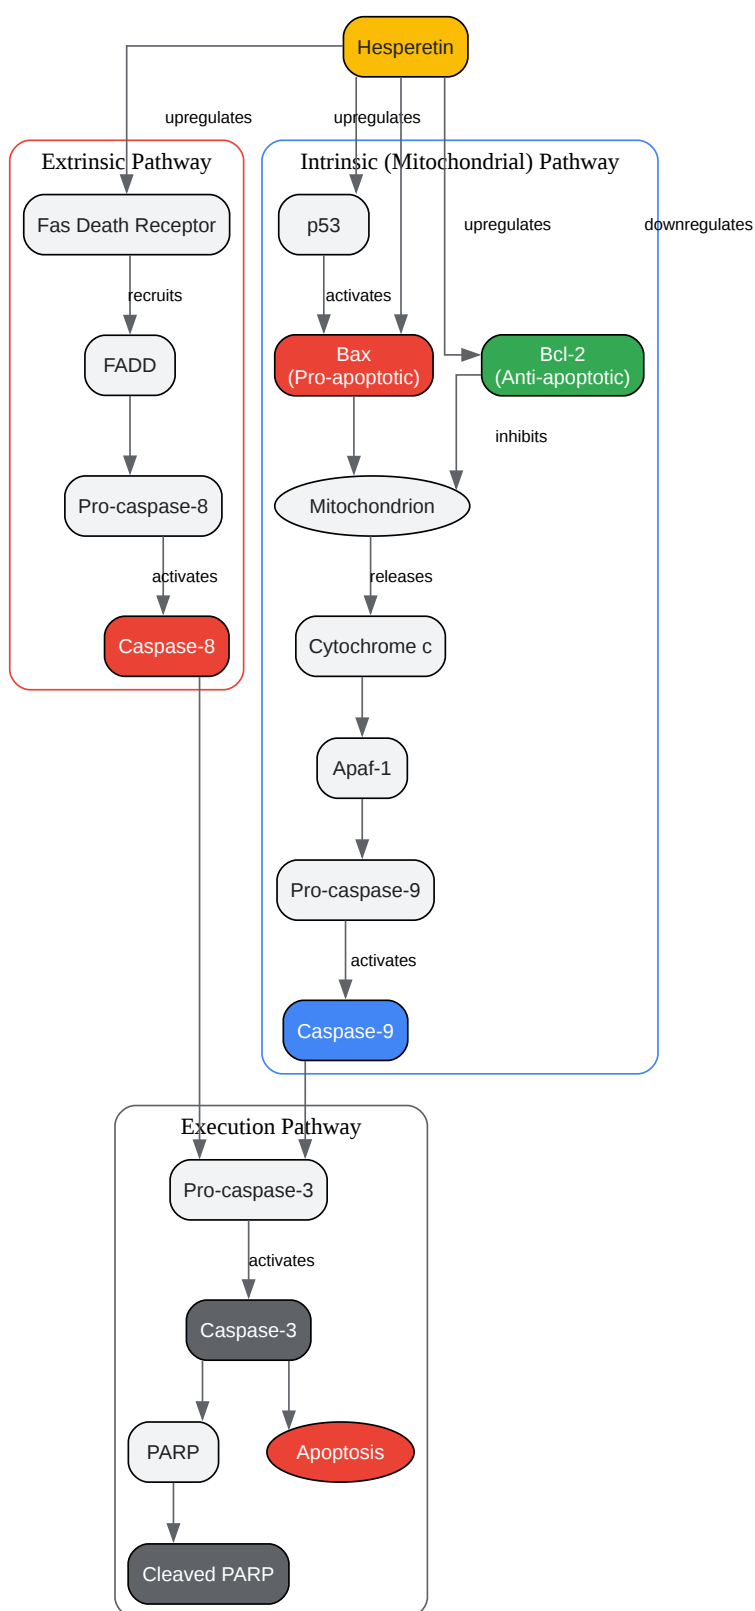 Hesperetin
upregulates
upregulates
Extrinsic Pathway
Intrinsic (Mitochondrial) Pathway
Fas Death Receptor
p53
upregulates
downregulates
recruits
activates
FADD
Bax
(Pro-apoptotic)
Bcl-2
(Anti-apoptotic)
inhibits
Pro-caspase-8
Mitochondrion
activates
releases
Caspase-8
Cytochrome c
Apaf-1
Pro-caspase-9
activates
Caspase-9
Execution Pathway
Pro-caspase-3
activates
Caspase-3
PARP
Apoptosis
Cleaved PARP